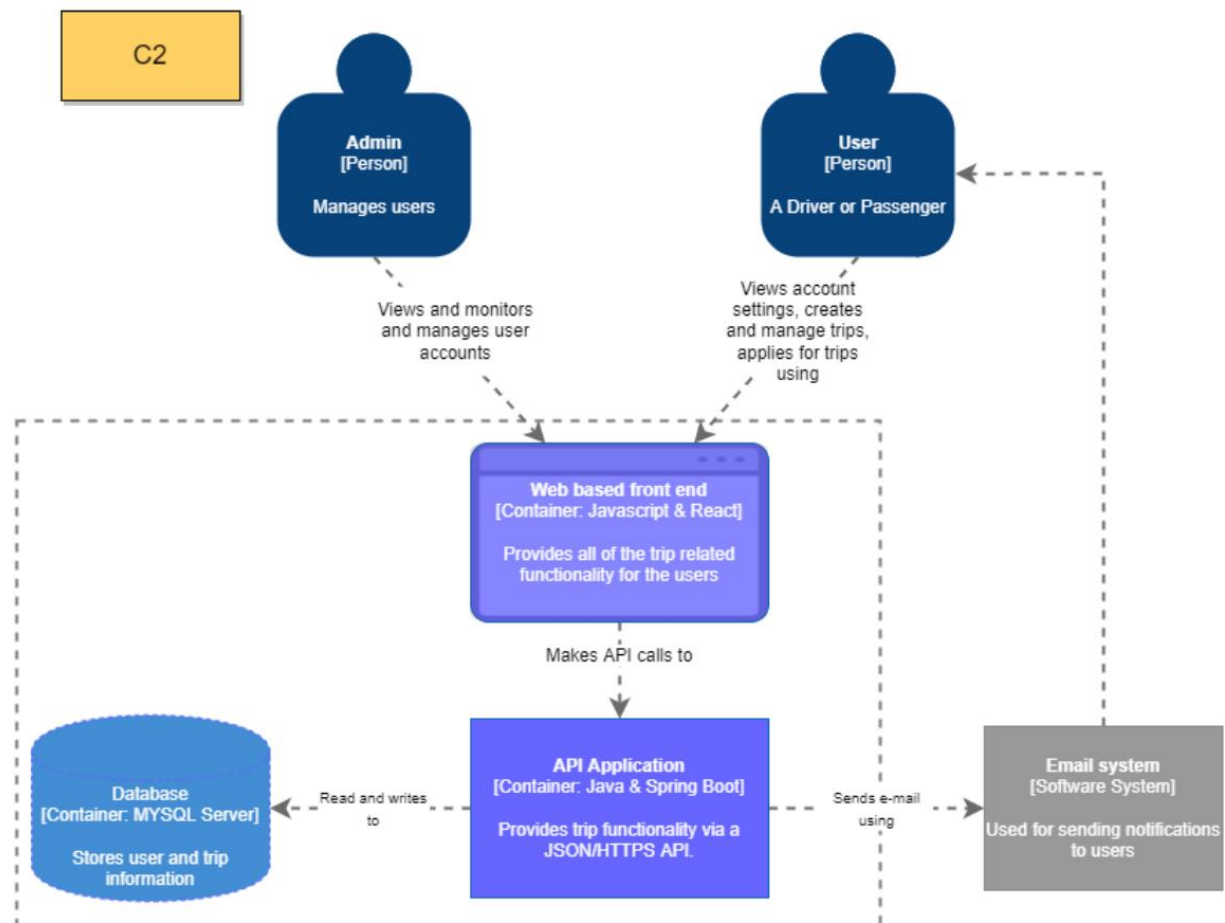 C2
Admin
[Person]
Manages users
User
[Person]
A Driver or Passenger
Views and monitors
and manages user
accounts
Views account
settings, creates
and manage trips,
applies for trips
using
Web based front end
[Container: Javascript & React]
Provides all of the trip related
functionality for the users
Makes API calls to
Database
[Container: MYSQL Server]
Stores user and trip
information
Read and writes
to
API Application
[Container: Java & Spring Boot]
Provides trip functionality via a
JSON/HTTPS API.
Sends e-mail
using
Email system
[Software System]
Used for sending notifications
to users